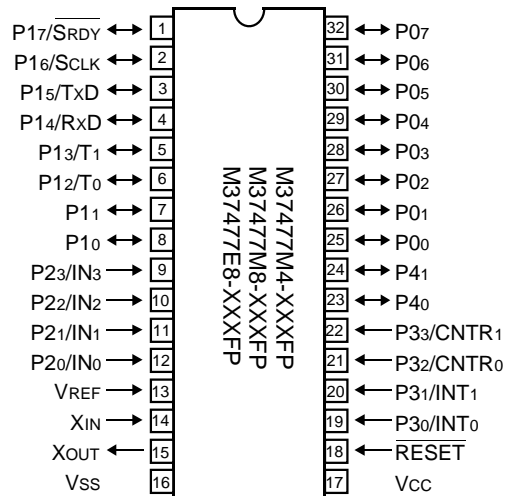 P17/SRDY 1 32 P07
P16/SCLK 2 31 P06
P15/TxD 3 30 P05
P14/RxD 4 29 P04
P13/T1 5 28 P03
P12/T0 6 27 P02
P11 7 26 P01
P10 8 25 P00
P23/IN3 9 24 P41
P22/IN2 10 23 P40
P21/IN1 11 22 P33/CNTR1
P20/IN0 12 21 P32/CNTR0
VREF 13 20 P31/INT1
XIN 14 19 P30/INT0
XOUT 15 18 RESET
VSS 16 17 VCC
M37477M4-XXXFP
M37477M8-XXXFP
M37477E8-XXXFP